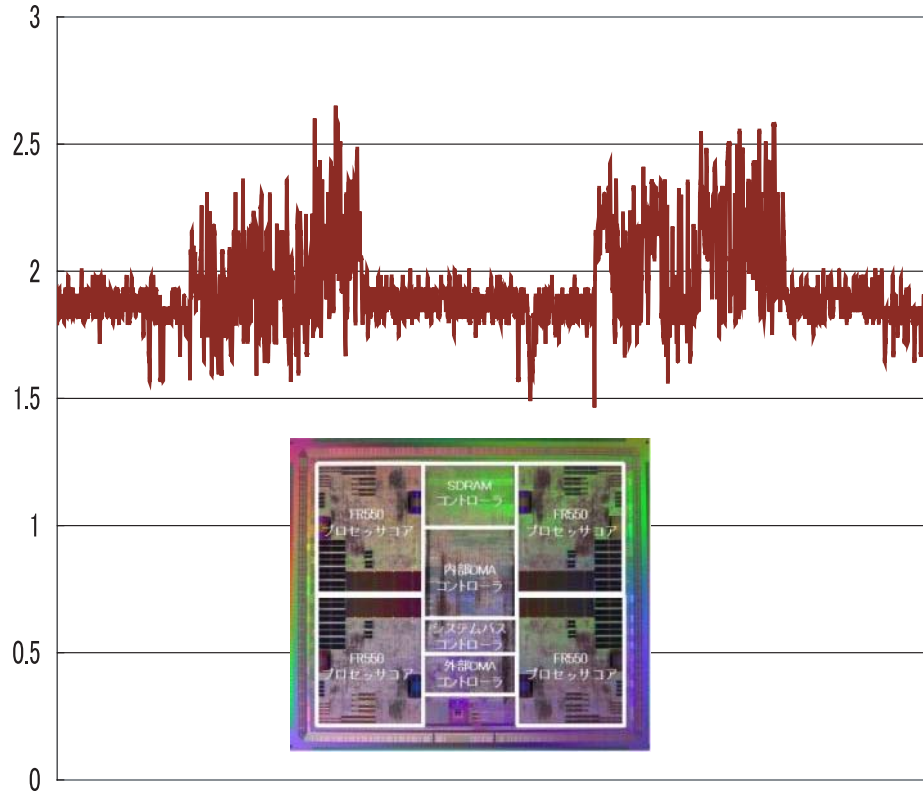 3
2.5
2
1.5
1
0.5
0
SDRAM
コントローラ
FR550
プロセッサコア
FR550
プロセッサコア
内部DMA
コントローラ
システムバス
コントローラ
FR550
プロセッサコア
外部DMA
コントローラ
FR550
プロセッサコア